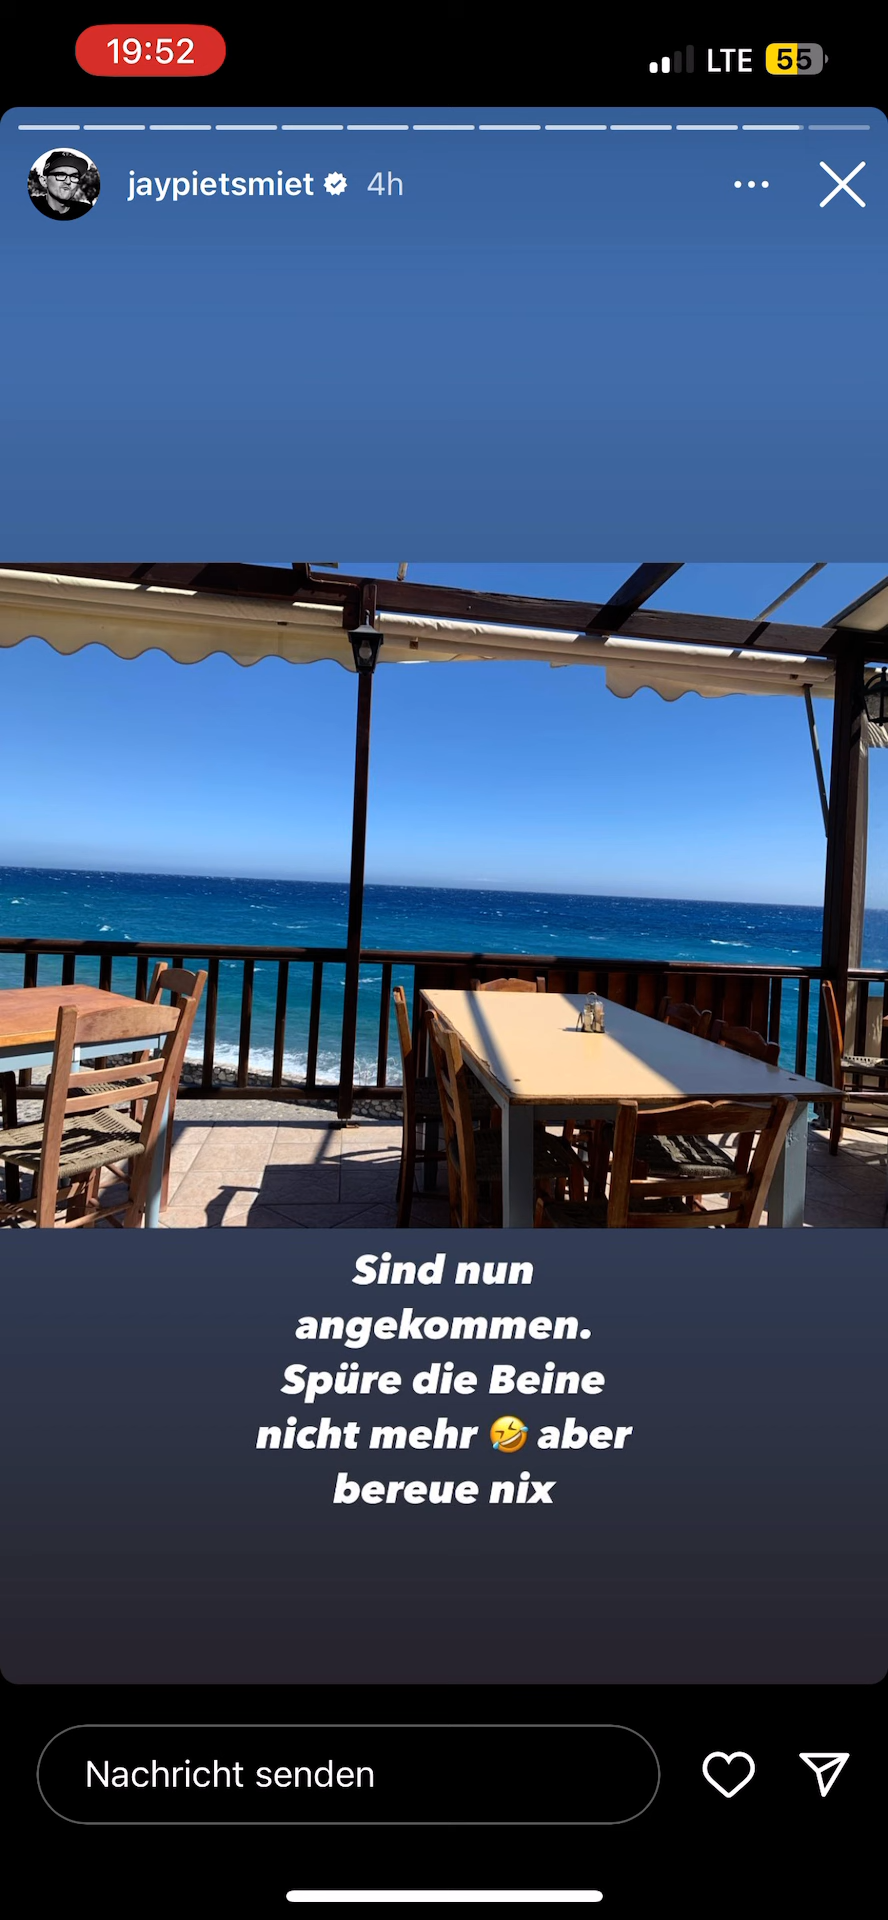 19:52
LTE
55
jaypietsmiet
4h
Sind nun
angekommen.
Spüre die Beine
nicht mehr 🤣 aber
bereue nix
Nachricht senden